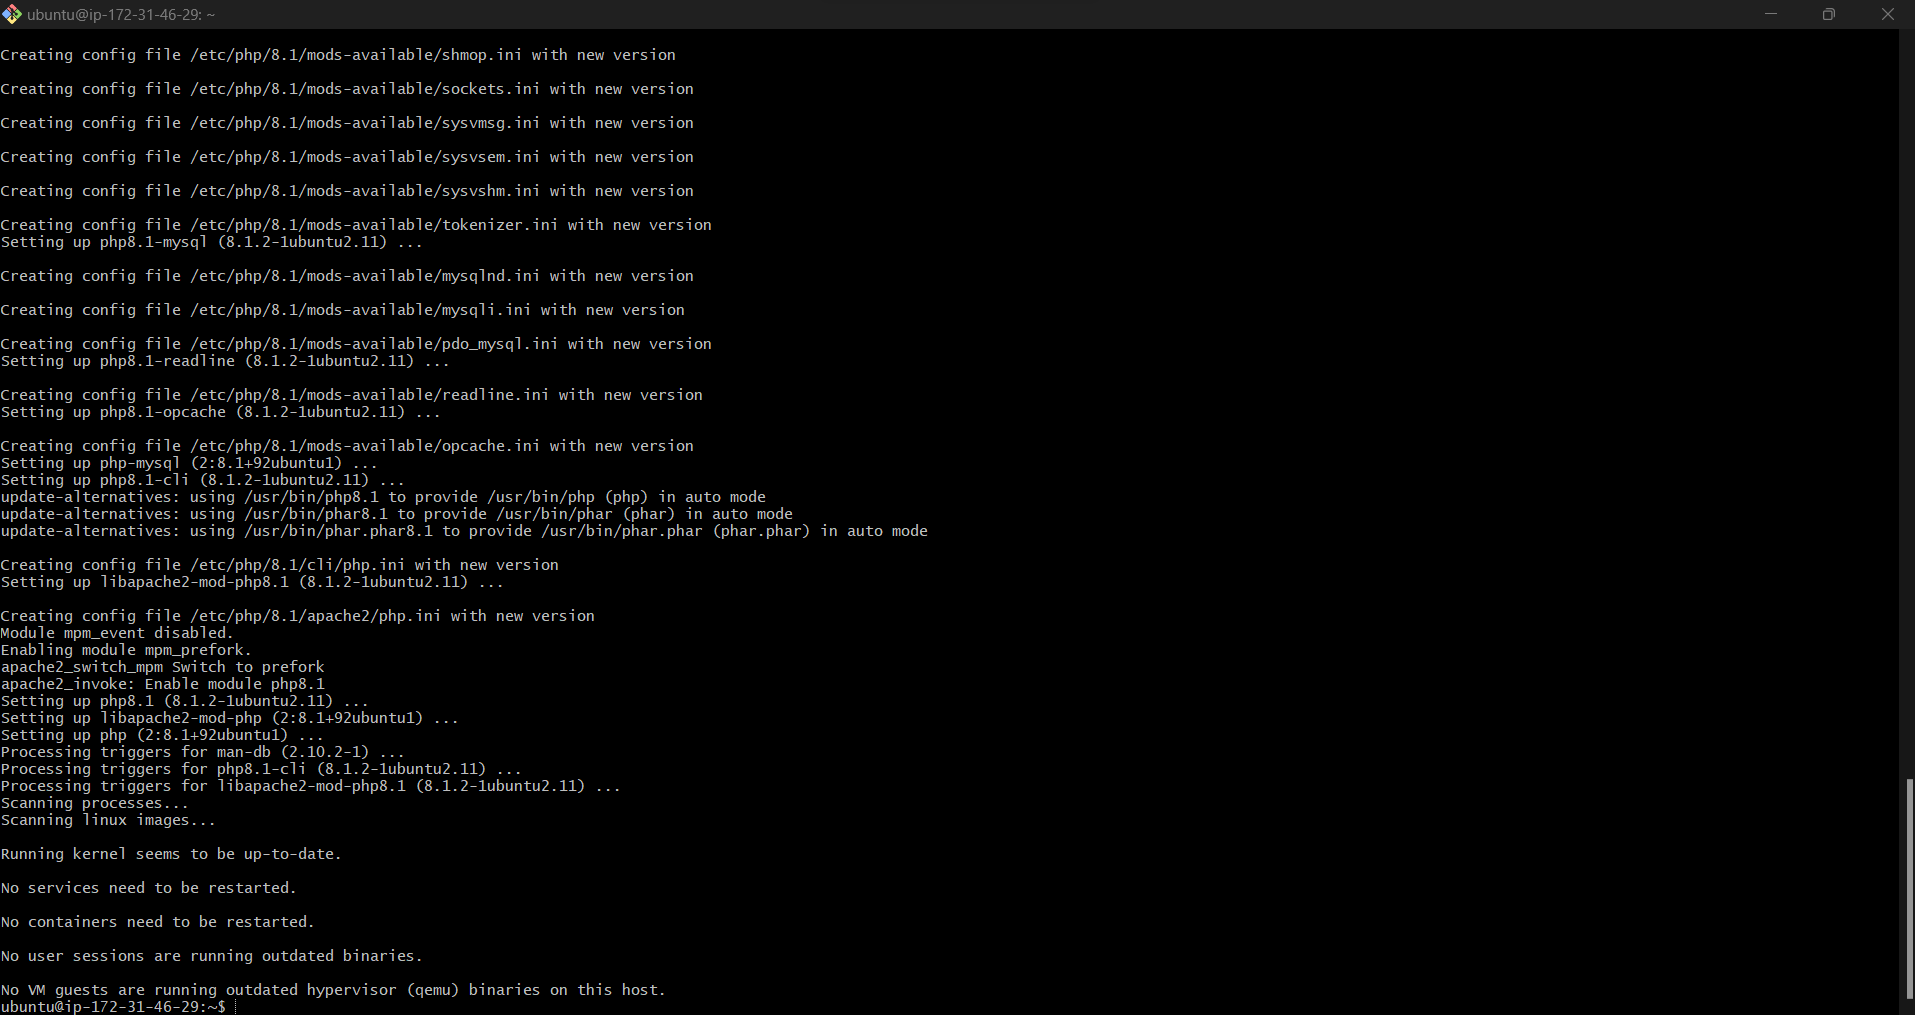 ubuntu@ip-172-31-46-29: ~
Creating config file /etc/php/8.1/mods-available/shmop.ini with new version
Creating config file /etc/php/8.1/mods-available/sockets.ini with new version
Creating config file /etc/php/8.1/mods-available/sysvmsg.ini with new version
Creating config file /etc/php/8.1/mods-available/sysvsem.ini with new version
Creating config file /etc/php/8.1/mods-available/sysvshm.ini with new version
Creating config file /etc/php/8.1/mods-available/tokenizer.ini with new version
Setting up php8.1-mysql (8.1.2-1ubuntu2.11) ...
Creating config file /etc/php/8.1/mods-available/mysqlnd.ini with new version
Creating config file /etc/php/8.1/mods-available/mysqli.ini with new version
Creating config file /etc/php/8.1/mods-available/pdo_mysql.ini with new version
Setting up php8.1-readline (8.1.2-1ubuntu2.11) ...
Creating config file /etc/php/8.1/mods-available/readline.ini with new version
Setting up php8.1-opcache (8.1.2-1ubuntu2.11) ...
Creating config file /etc/php/8.1/mods-available/opcache.ini with new version
Setting up php-mysql (2:8.1+92ubuntu1) ...
Setting up php8.1-cli (8.1.2-1ubuntu2.11) ...
update-alternatives: using /usr/bin/php8.1 to provide /usr/bin/php (php) in auto mode
update-alternatives: using /usr/bin/phar8.1 to provide /usr/bin/phar (phar) in auto mode
update-alternatives: using /usr/bin/phar.phar8.1 to provide /usr/bin/phar.phar (phar.phar) in auto mode
Creating config file /etc/php/8.1/cli/php.ini with new version
Setting up libapache2-mod-php8.1 (8.1.2-1ubuntu2.11) ...
Creating config file /etc/php/8.1/apache2/php.ini with new version
Module mpm_event disabled.
Enabling module mpm_prefork.
apache2_switch_mpm Switch to prefork
apache2_invoke: Enable module php8.1
Setting up php8.1 (8.1.2-1ubuntu2.11) ...
Setting up libapache2-mod-php (2:8.1+92ubuntu1) ...
Setting up php (2:8.1+92ubuntu1) ...
Processing triggers for man-db (2.10.2-1) ...
Processing triggers for php8.1-cli (8.1.2-1ubuntu2.11) ...
Processing triggers for libapache2-mod-php8.1 (8.1.2-1ubuntu2.11) ...
Scanning processes...
Scanning linux images...
Running kernel seems to be up-to-date.
No services need to be restarted.
No containers need to be restarted.
No user sessions are running outdated binaries.
No VM guests are running outdated hypervisor (qemu) binaries on this host.
ubuntu@ip-172-31-46-29:~$